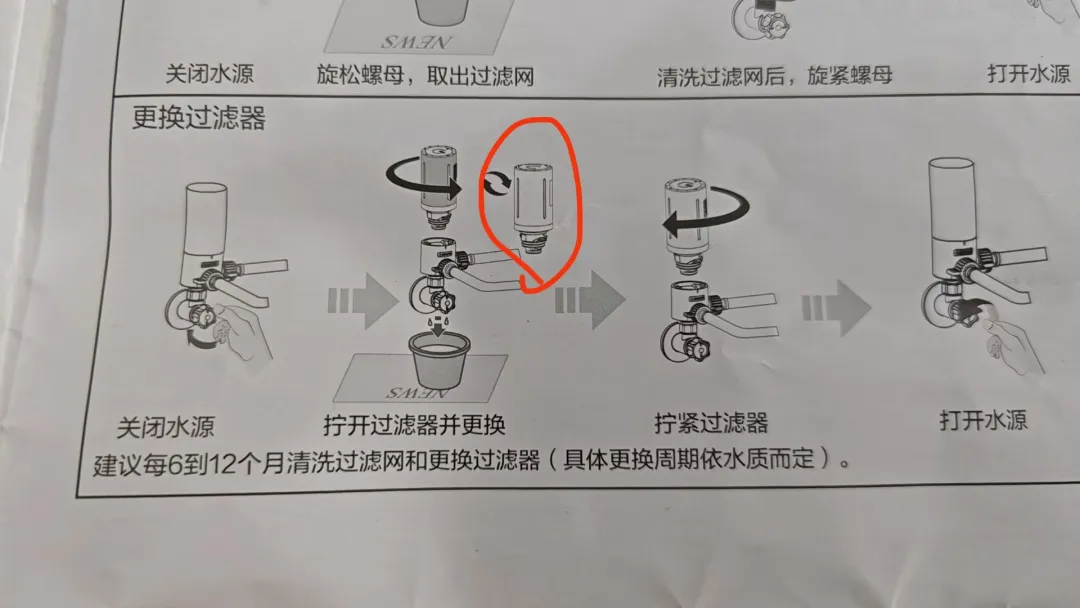 NEWS
关闭水源
旋松螺母，取出过滤网
清洗过滤网后，旋紧螺母
打开水源
更换过滤器
NEWS
关闭水源
拧开过滤器并更换
拧紧过滤器
打开水源
建议每6到12个月清洗过滤网和更换过滤器（具体更换周期依水质而定）。